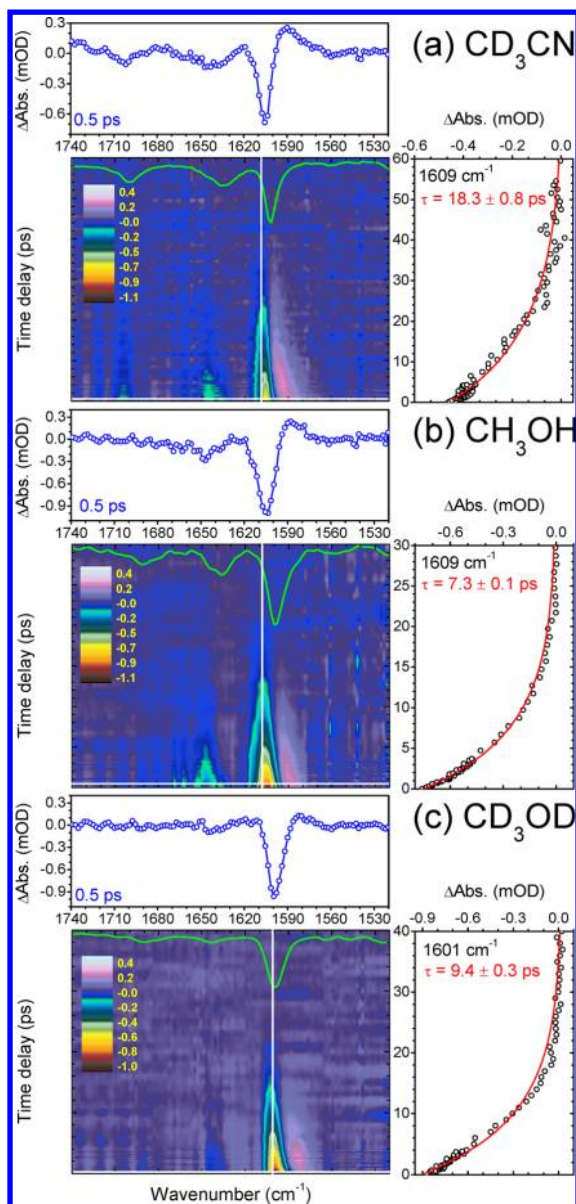 (a) CD3CN
ΔAbs. (mOD)
0.3
0.0
-0.3
-0.6
0.5 ps
1740 1710 1680 1650 1620 1590 1560 1530
ΔAbs. (mOD)
-0.6 -0.4 -0.2 0.0 0.2
Time delay (ps)
0.4
0.2
-0.0
-0.2
-0.5
-0.7
-0.9
-1.1
60
50
40
30
20
10
0
1609 cm-1
τ = 18.3 ± 0.8 ps
(b) CH3OH
ΔAbs. (mOD)
0.3
0.0
-0.3
-0.6
-0.9
0.5 ps
1740 1710 1680 1650 1620 1590 1560 1530
ΔAbs. (mOD)
-0.6 -0.3 0.0
Time delay (ps)
0.4
0.2
-0.0
-0.2
-0.5
-0.7
-0.9
-1.1
30
25
20
15
10
5
0
1609 cm-1
τ = 7.3 ± 0.1 ps
(c) CD3OD
ΔAbs. (mOD)
0.3
0.0
-0.3
-0.6
-0.9
0.5 ps
1740 1710 1680 1650 1620 1590 1560 1530
ΔAbs. (mOD)
-0.9 -0.6 -0.3 0.0
Time delay (ps)
0.4
0.2
-0.0
-0.2
-0.4
-0.6
-0.8
-1.0
40
30
20
10
0
1601 cm-1
τ = 9.4 ± 0.3 ps
Wavenumber (cm-1)